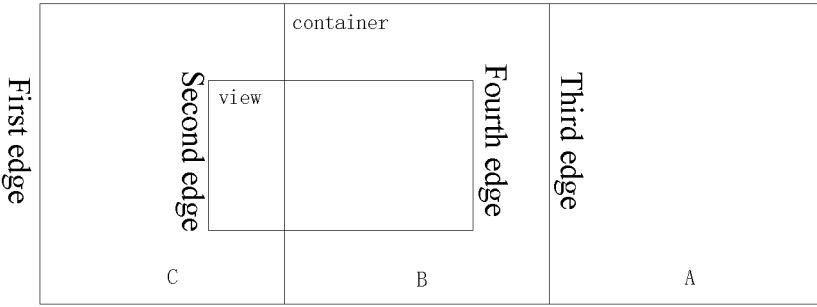 container
First edge
Second edge
view
Fourth edge
Third edge
C
B
A